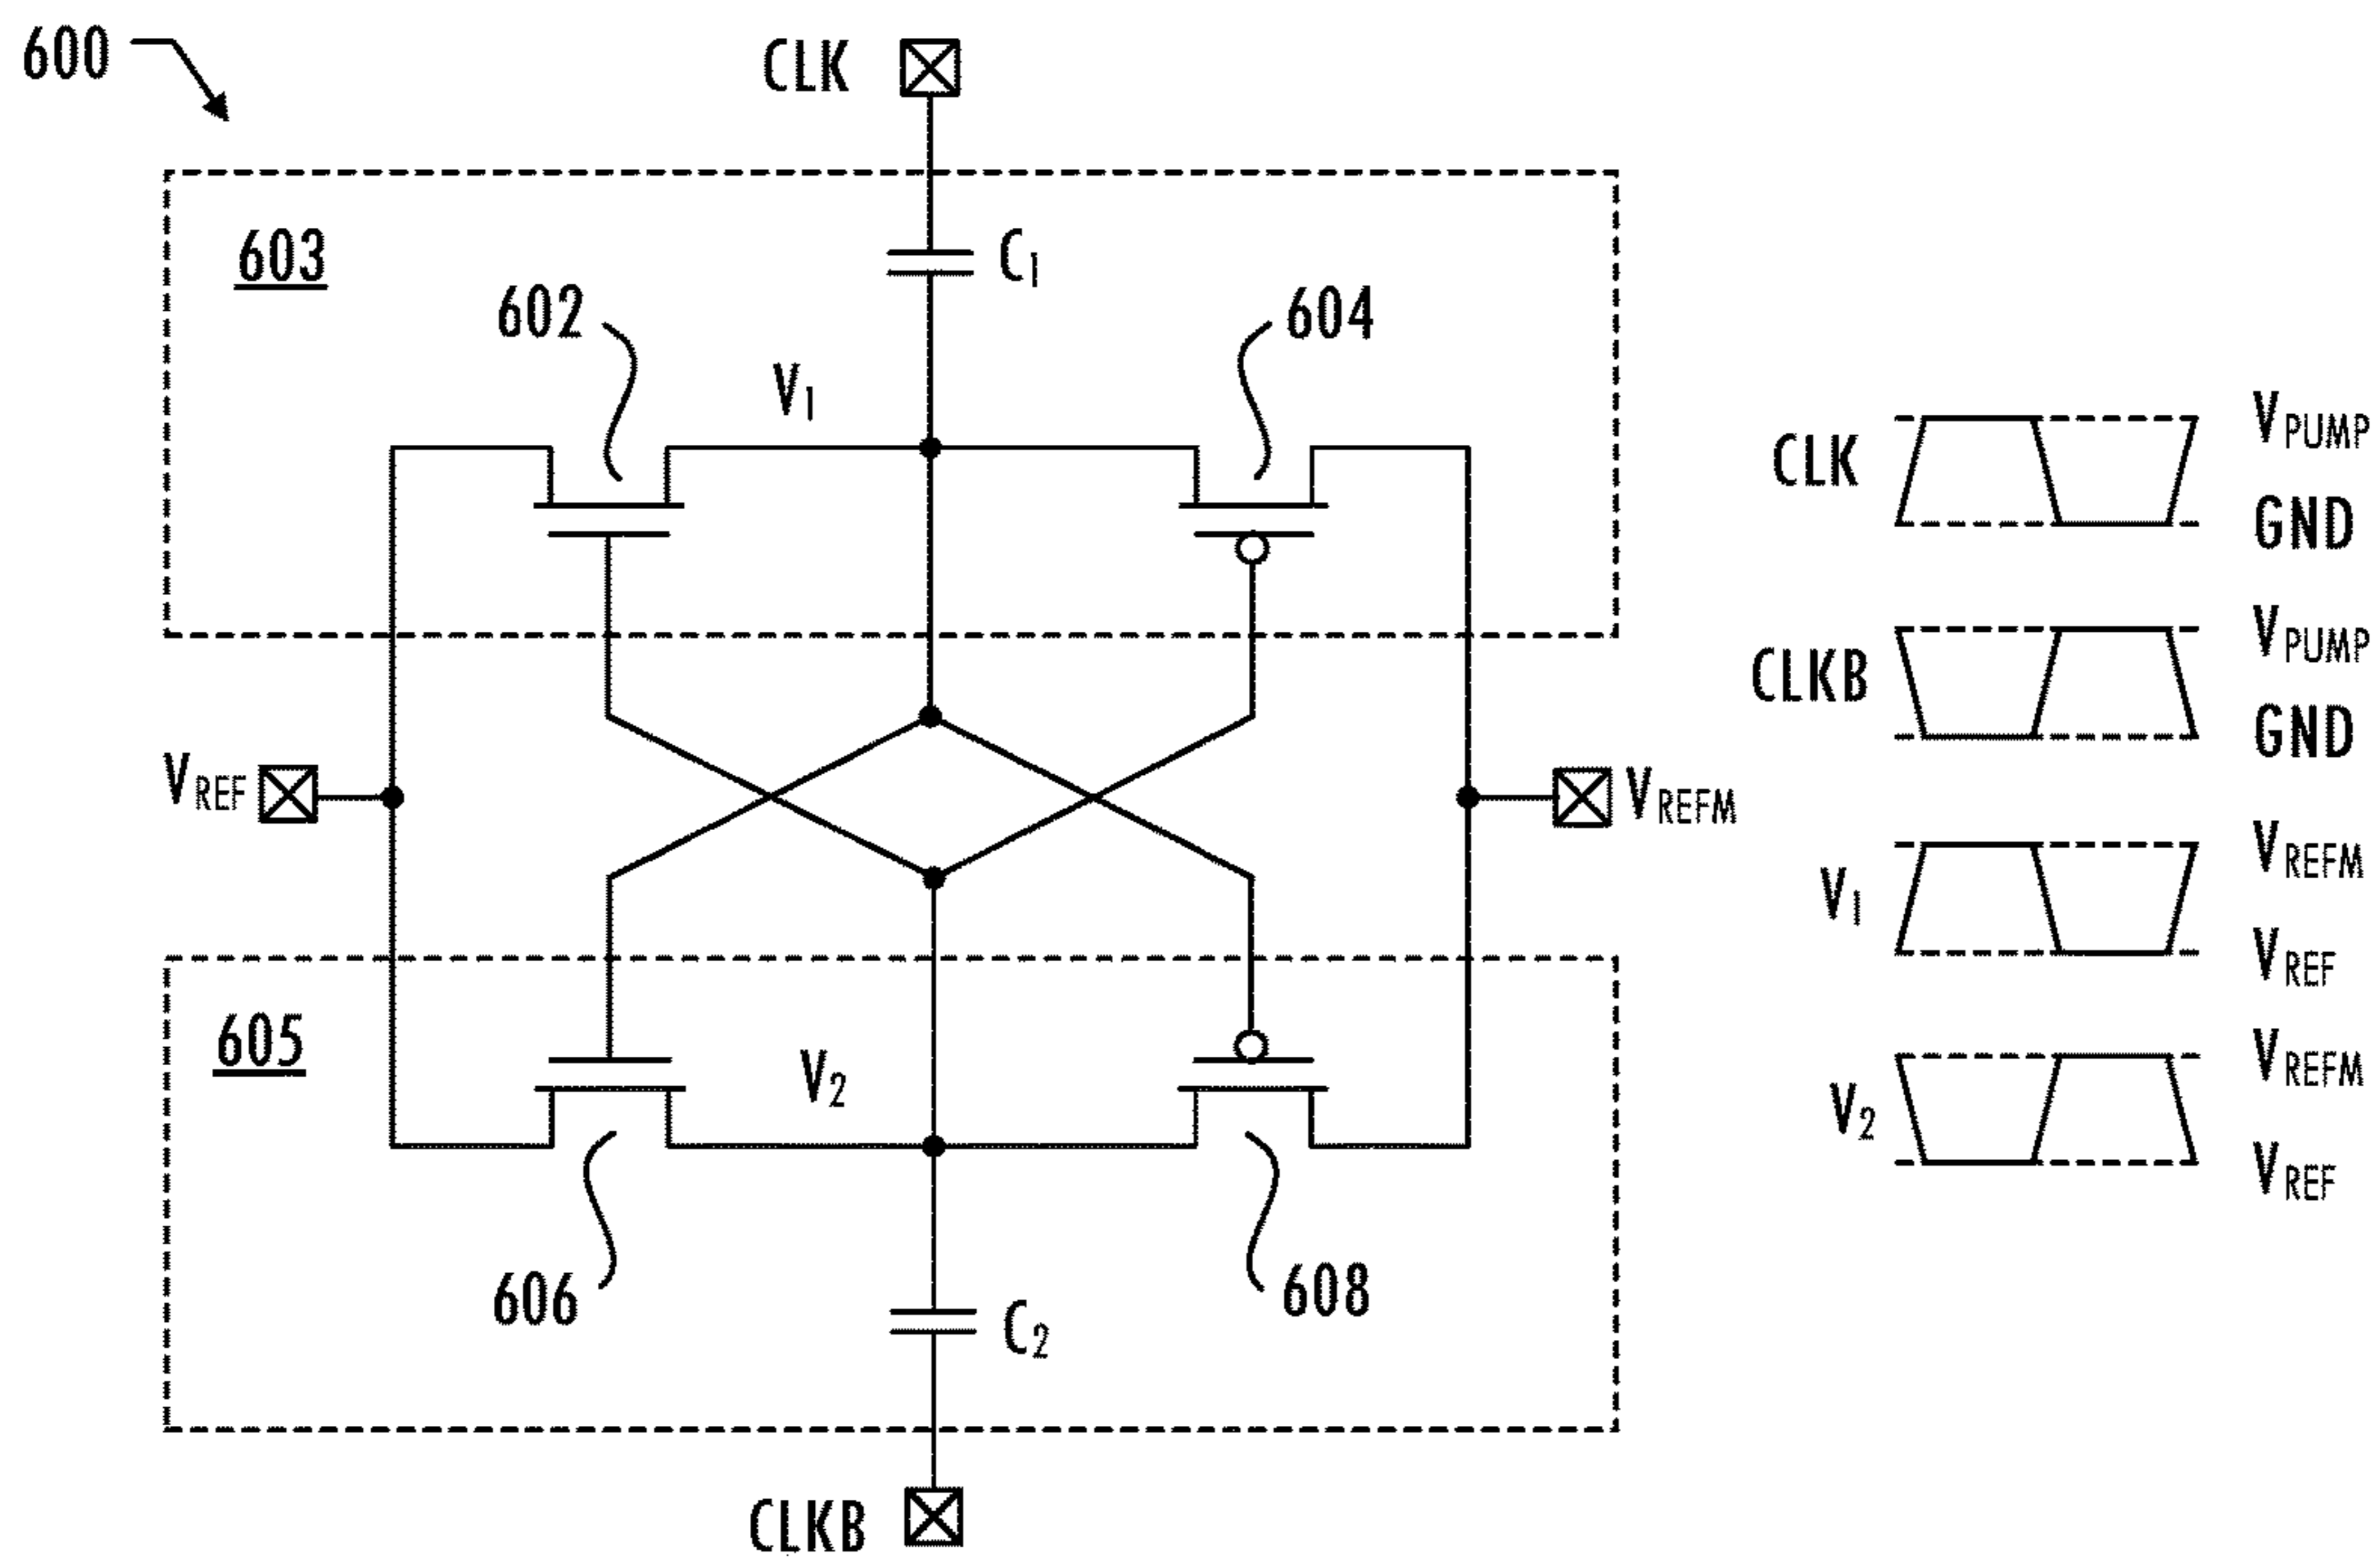 600
CLK
603
C1
602
604
V1
VREF
VREFM
605
V2
606
608
C2
CLKB
CLK
VPUMP
GND
CLKB
VPUMP
GND
V1
VREFM
VREF
V2
VREFM
VREF